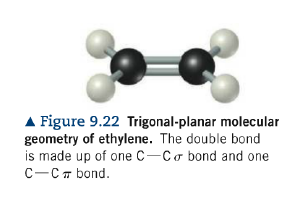 ▲ Figure 9.22 Trigonal-planar molecular
geometry of ethylene. The double bond
is made up of one C—C σ bond and one
C—C π bond.